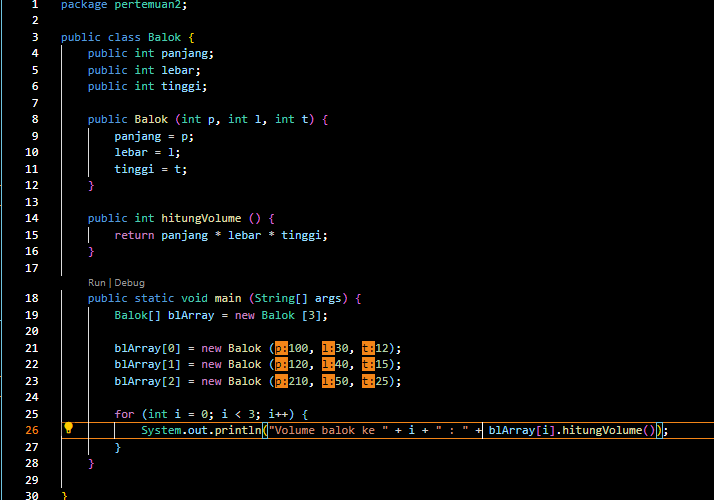 1 package pertemuan2;
2
3 public class Balok {
4 public int panjang;
5 public int lebar;
6 public int tinggi;
7
8 public Balok (int p, int l, int t) {
9 panjang = p;
10 lebar = l;
11 tinggi = t;
12 }
13
14 public int hitungVolume () {
15 return panjang * lebar * tinggi;
16 }
17
Run | Debug
18 public static void main (String[] args) {
19 Balok[] blArray = new Balok [3];
20
21 blArray[0] = new Balok (p:100, l:30, t:12);
22 blArray[1] = new Balok (p:120, l:40, t:15);
23 blArray[2] = new Balok (p:210, l:50, t:25);
24
25 for (int i = 0; i < 3; i++) {
26 System.out.println("Volume balok ke " + i + " : " + blArray[i].hitungVolume());
27 }
28 }
29
30 }